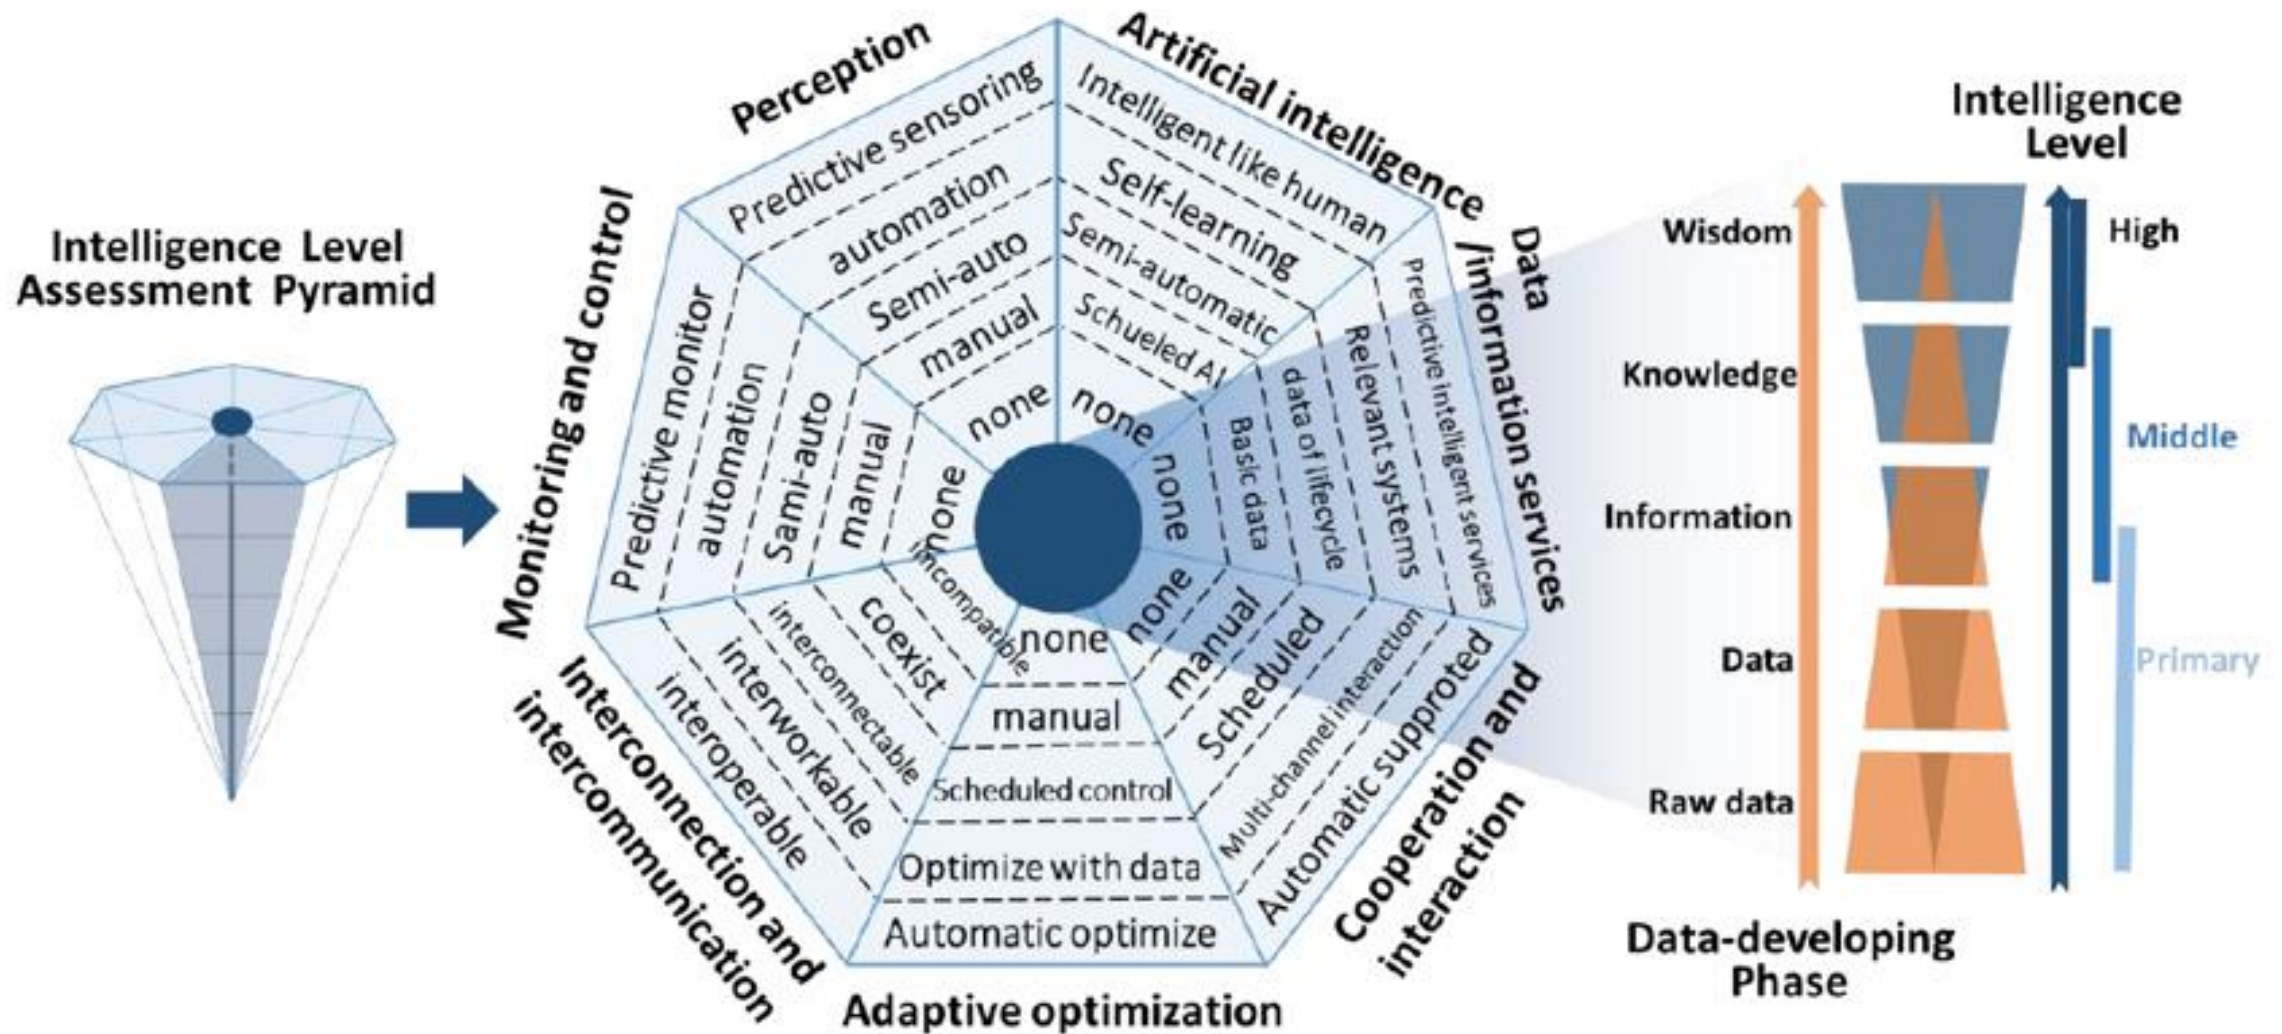 Intelligence Level
Assessment Pyramid
Perception
Predictive sensoring
automation
Semi-auto
manual
none
Artificial intelligence
Intelligent like human
Self-learning
Semi-automatic
Schueled AI
none
Data
/information services
Predictive intelligent services
Relevant systems
data of lifecycle
Basic data
none
Cooperation and
interaction
none
manual
Scheduled
Multi-channel interaction
Automatic supproted
Adaptive optimization
none
manual
Scheduled control
Optimize with data
Automatic optimize
Interconnection and
intercommunication
incompatible
coexist
interconnectable
interworkable
interoperable
Monitoring and control
Predictive monitor
automation
Sami-auto
manual
none
Intelligence
Level
Wisdom
Knowledge
Information
Data
Raw data
High
Middle
Primary
Data-developing
Phase